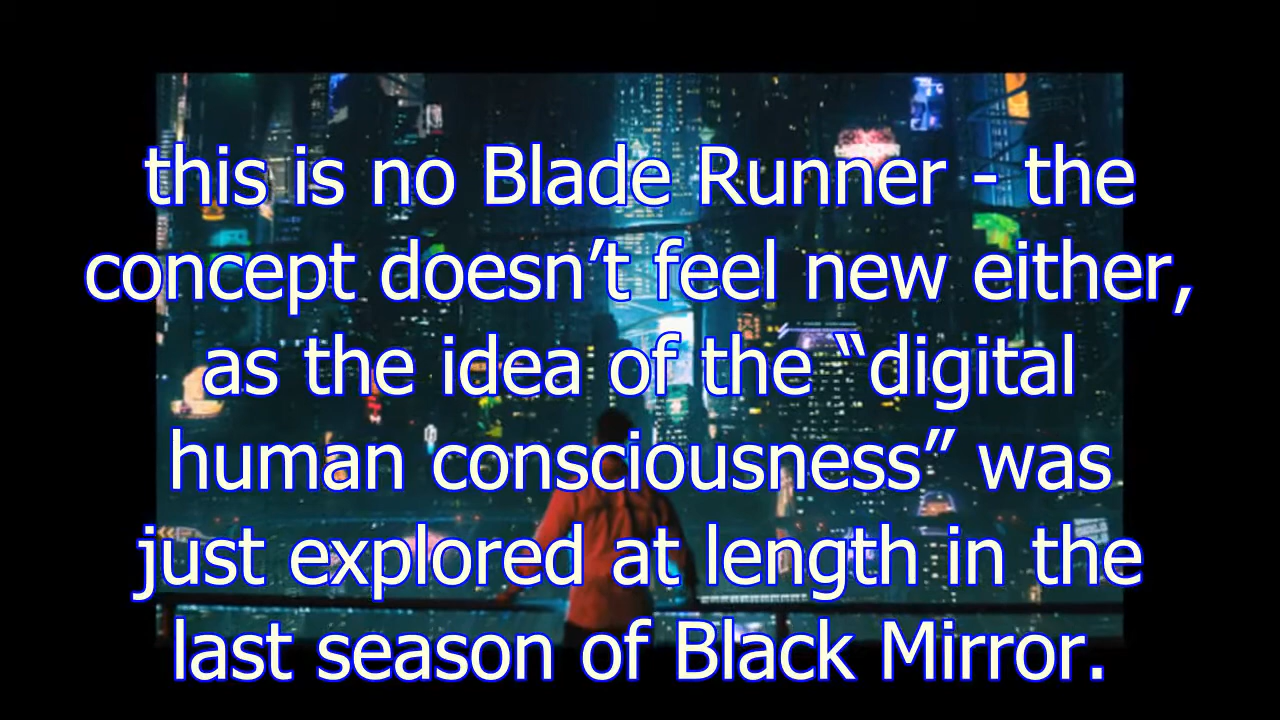 this is no Blade Runner - the
concept doesn’t feel new either,
as the idea of the “digital
human consciousness” was
just explored at length in the
last season of Black Mirror.